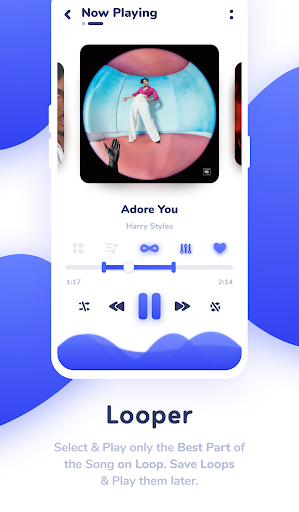 Now Playing
Adore You
Harry Styles
1:17
2:14
Looper
Select & Play only the Best Part of
the Song on Loop. Save Loops
& Play them later.